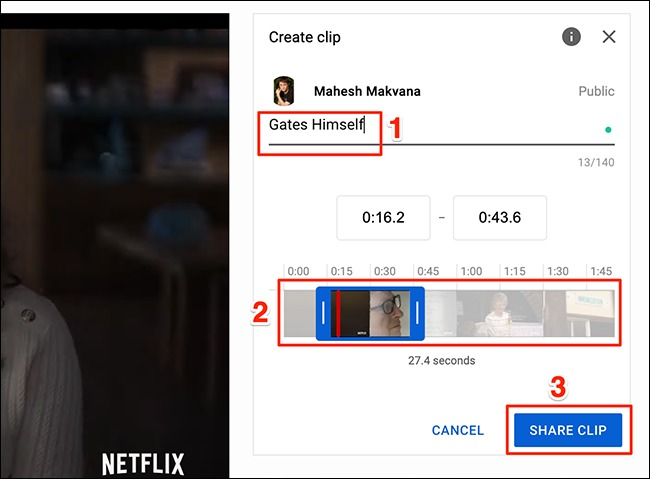 Create clip
Mahesh Makvana Public
Gates Himself 1
13/140
0:16.2 – 0:43.6
0:00 0:15 0:30 0:45 1:00 1:15 1:30 1:45
2
27.4 seconds
3
CANCEL SHARE CLIP
NETFLIX